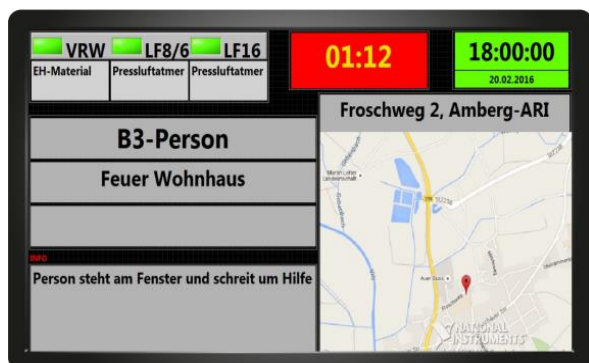 VRW LF8/6 LF16
EH-Material Pressluftatmer Pressluftatmer
01:12
18:00:00
20.02.2016
Froschweg 2, Amberg-ARI
B3-Person
Feuer Wohnhaus
INFO
Person steht am Fenster und schreit um Hilfe
Froschweg
NATIONAL
INSTRUMENTS